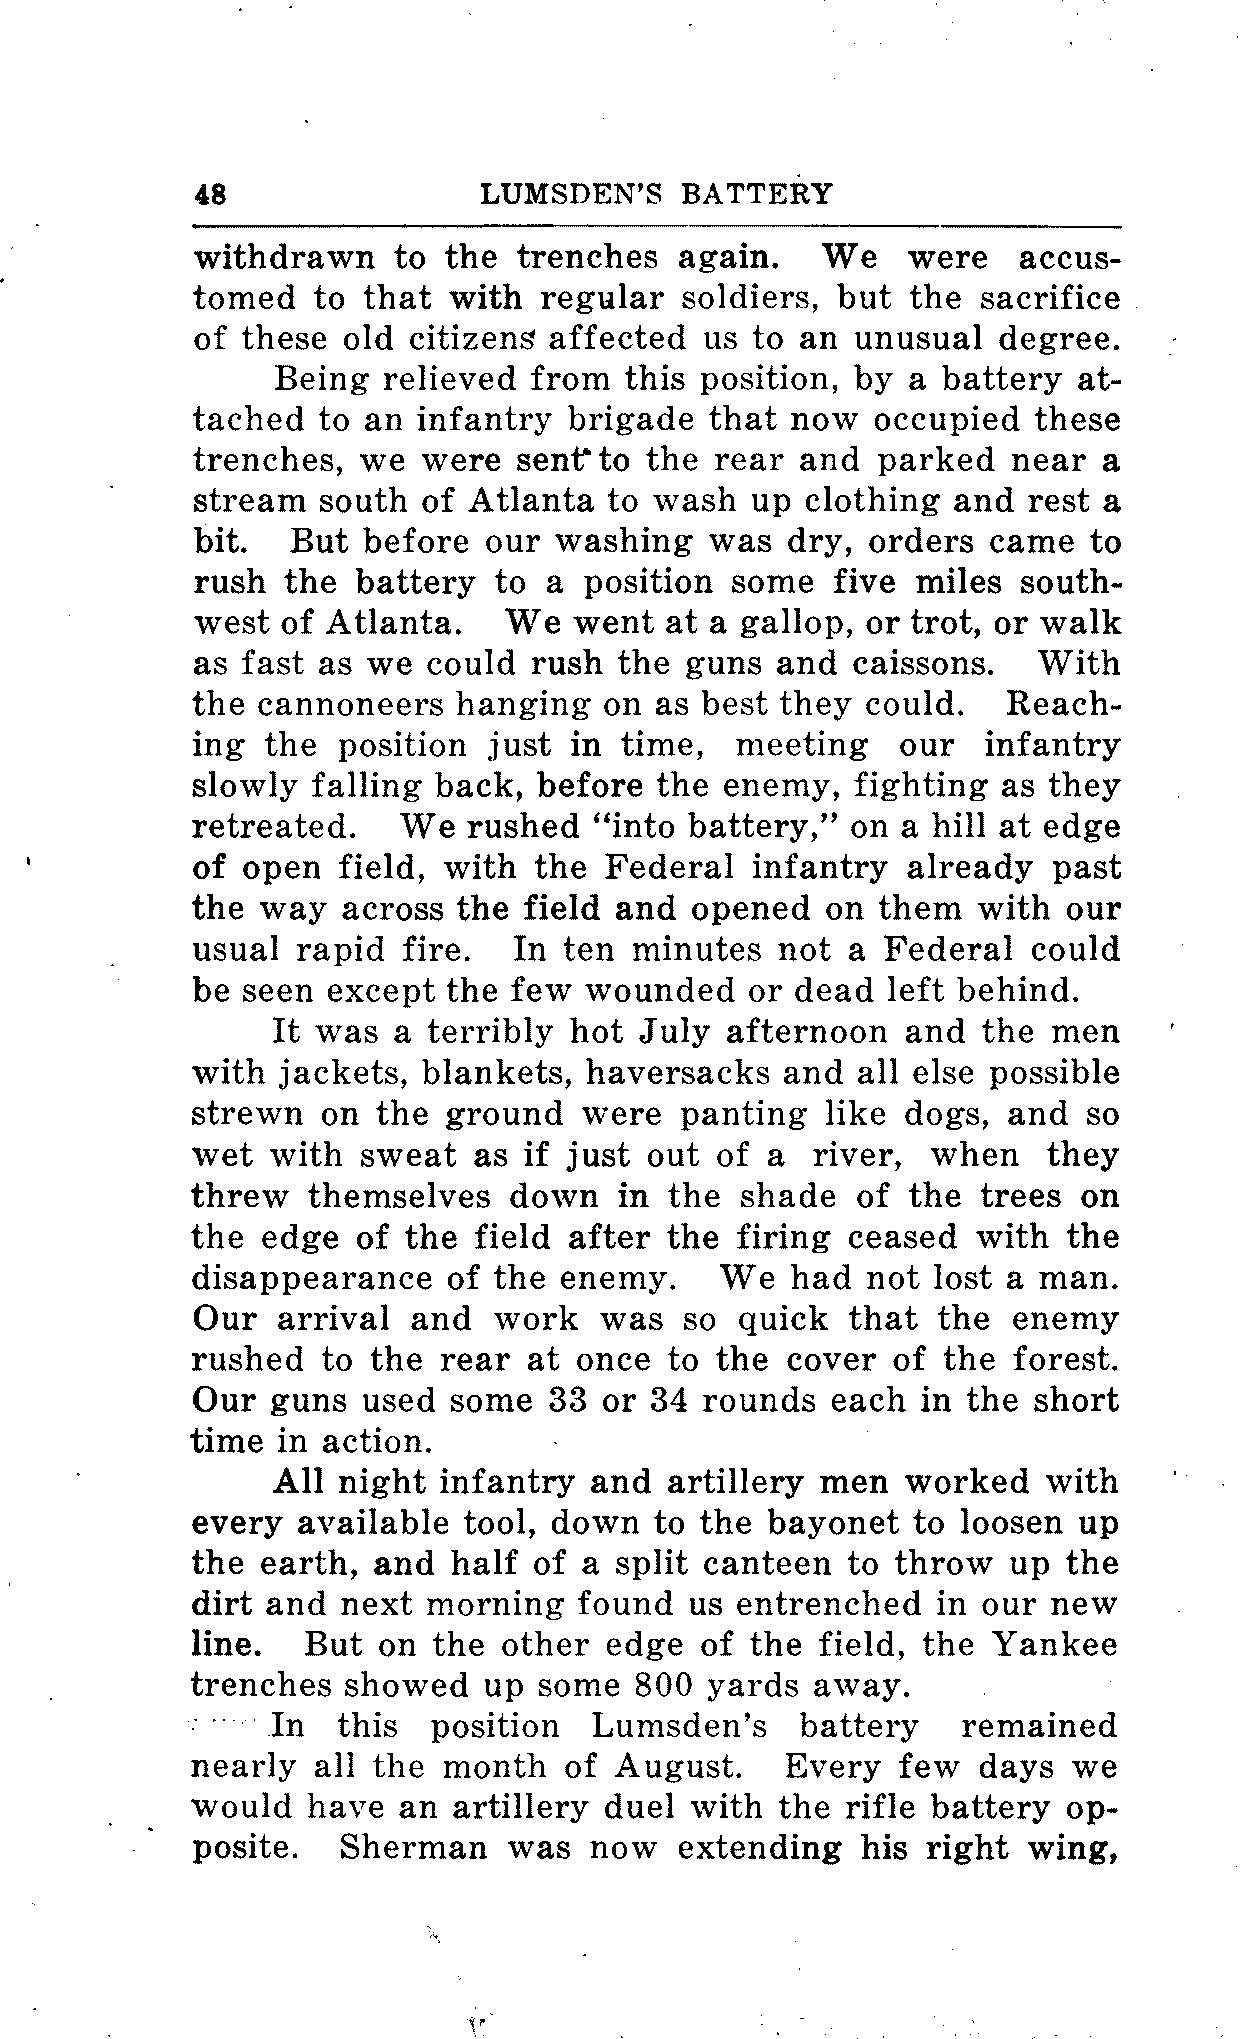 48 LUMSDEN'S BATTERY
withdrawn to the trenches again. We were accus-
tomed to that with regular soldiers, but the sacrifice
of these old citizens affected us to an unusual degree.
Being relieved from this position, by a battery at-
tached to an infantry brigade that now occupied these
trenches, we were sent to the rear and parked near a
stream south of Atlanta to wash up clothing and rest a
bit. But before our washing was dry, orders came to
rush the battery to a position some five miles south-
west of Atlanta. We went at a gallop, or trot, or walk
as fast as we could rush the guns and caissons. With
the cannoneers hanging on as best they could. Reach-
ing the position just in time, meeting our infantry
slowly falling back, before the enemy, fighting as they
retreated. We rushed "into battery," on a hill at edge
of open field, with the Federal infantry already past
the way across the field and opened on them with our
usual rapid fire. In ten minutes not a Federal could
be seen except the few wounded or dead left behind.
It was a terribly hot July afternoon and the men
with jackets, blankets, haversacks and all else possible
strewn on the ground were panting like dogs, and so
wet with sweat as if just out of a river, when they
threw themselves down in the shade of the trees on
the edge of the field after the firing ceased with the
disappearance of the enemy. We had not lost a man.
Our arrival and work was so quick that the enemy
rushed to the rear at once to the cover of the forest.
Our guns used some 33 or 34 rounds each in the short
time in action.
All night infantry and artillery men worked with
every available tool, down to the bayonet to loosen up
the earth, and half of a split canteen to throw up the
dirt and next morning found us entrenched in our new
line. But on the other edge of the field, the Yankee
trenches showed up some 800 yards away.
In this position Lumsden's battery remained
nearly all the month of August. Every few days we
would have an artillery duel with the rifle battery op-
posite. Sherman was now extending his right wing,